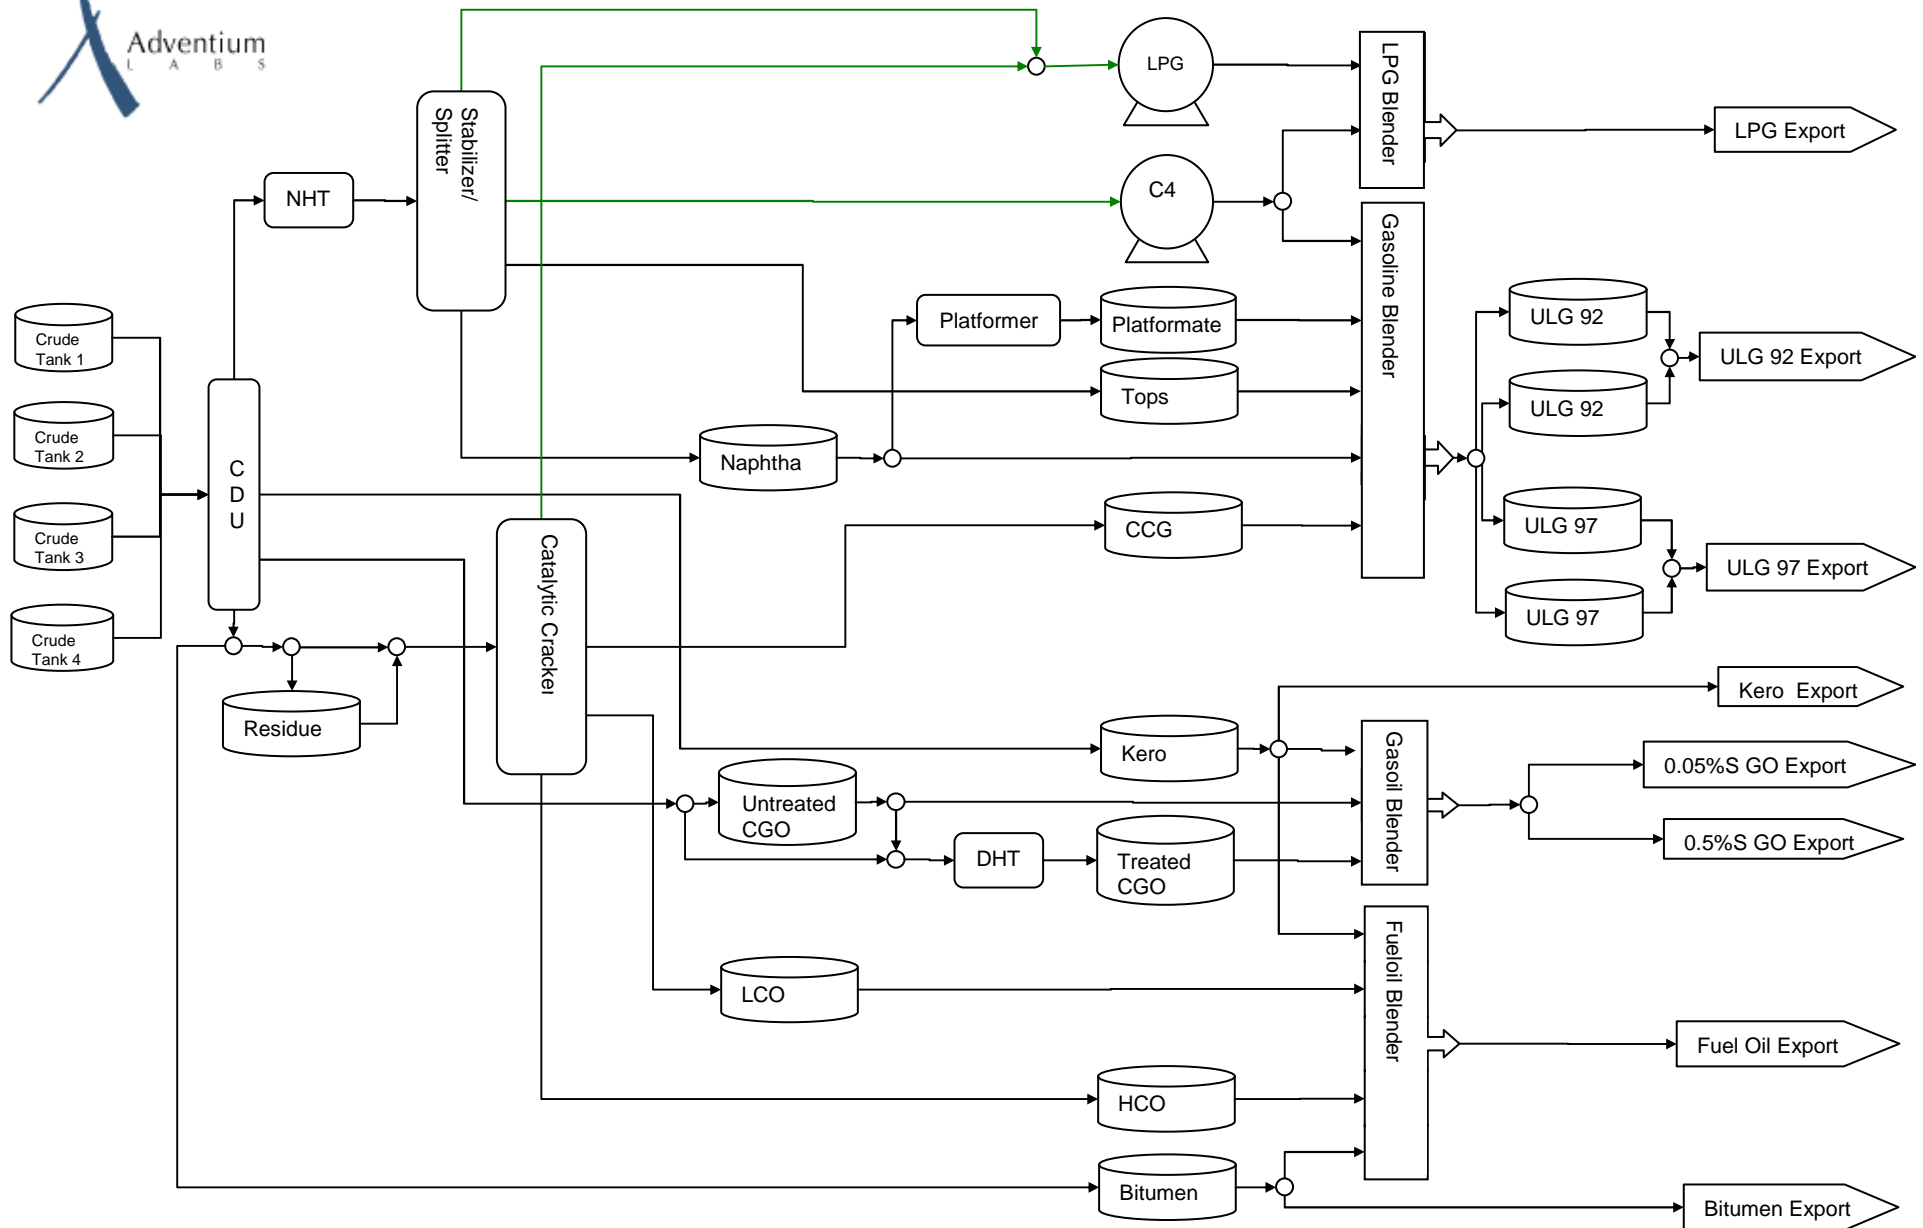 Adventium
L A B S
Stabilizer/
Splitter
LPG
LPG Blender
LPG Export
NHT
C4
Gasoline Blender
Crude
Tank 1
Platformer
Platformate
ULG 92
ULG 92 Export
Tops
ULG 92
Crude
Tank 2
Naphtha
C
D
U
CCG
ULG 97
Crude
Tank 3
Catalytic Cracker
ULG 97 Export
ULG 97
Crude
Tank 4
Residue
Kero Export
Kero
Gasoil Blender
0.05%S GO Export
Untreated
CGO
0.5%S GO Export
DHT
Treated
CGO
Fueloil Blender
LCO
Fuel Oil Export
HCO
Bitumen
Bitumen Export